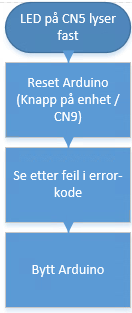 LED på CN5 lyser
fast
Reset Arduino
(Knapp på enhet /
CN9)
Se etter feil i error-
kode
Bytt Arduino